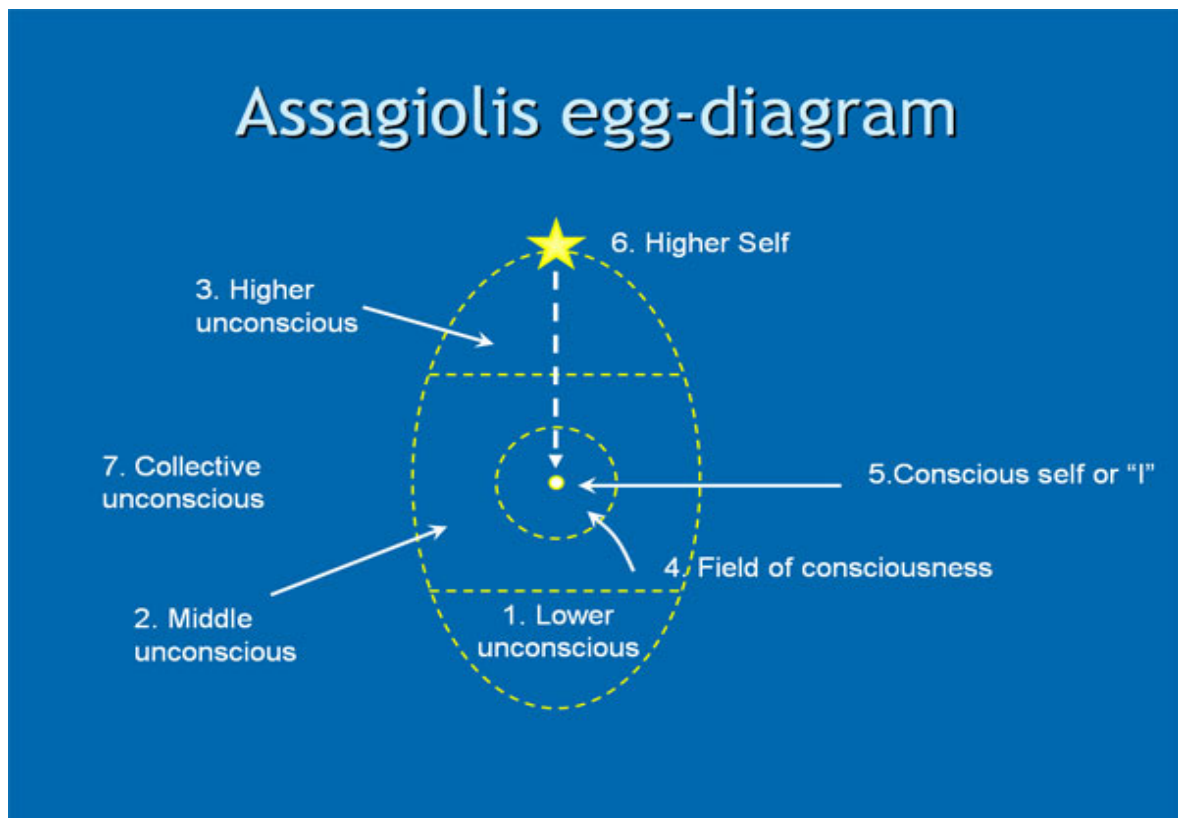 Assagiolis egg-diagram
6. Higher Self
3. Higher
unconscious
7. Collective
unconscious
5.Conscious self or “I”
4. Field of consciousness
2. Middle
unconscious
1. Lower
unconscious